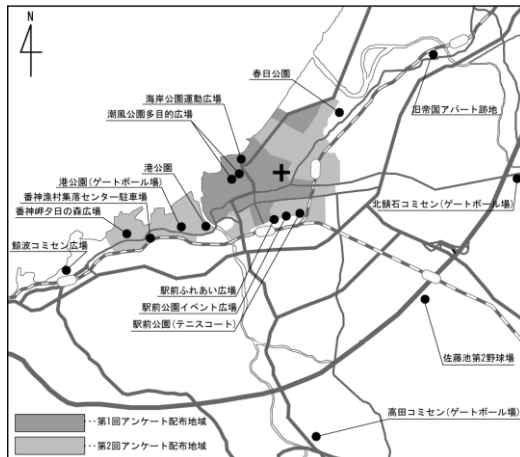 N
春日公園
旧帝国アパート跡地
海岸公園運動広場
潮風公園多目的広場
港公園
港公園(ゲートボール場)
番神漁村集落センター駐車場
番神岬夕日の森広場
鯨波コミセン広場
北鯖石コミセン(ゲートボール場)
駅前ふれあい広場
駅前公園イベント広場
駅前公園(テニスコート)
佐藤池第2野球場
高田コミセン(ゲートボール場)
･･･第1回アンケート配布地域
･･･第2回アンケート配布地域